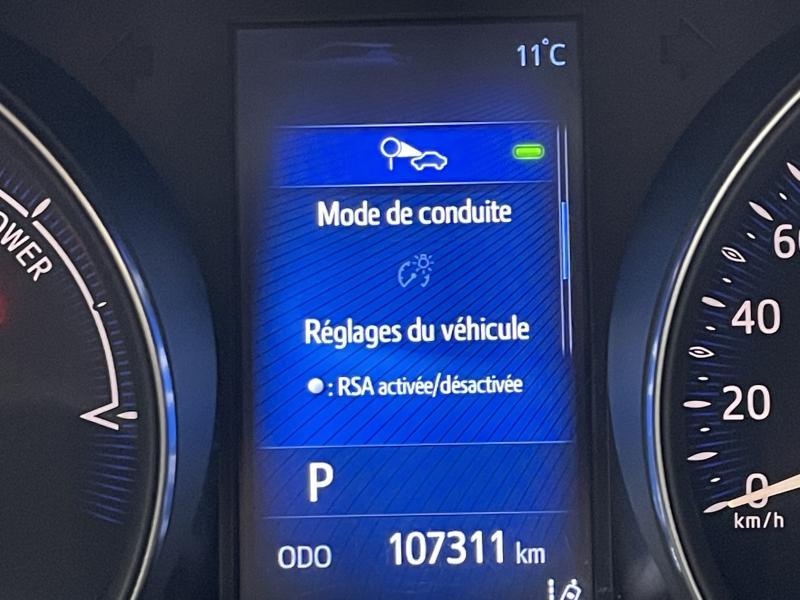 11°C
Mode de conduite
Réglages du véhicule
: RSA activée/désactivée
P
ODO 107311 km
POWER
60
40
20
0
km/h